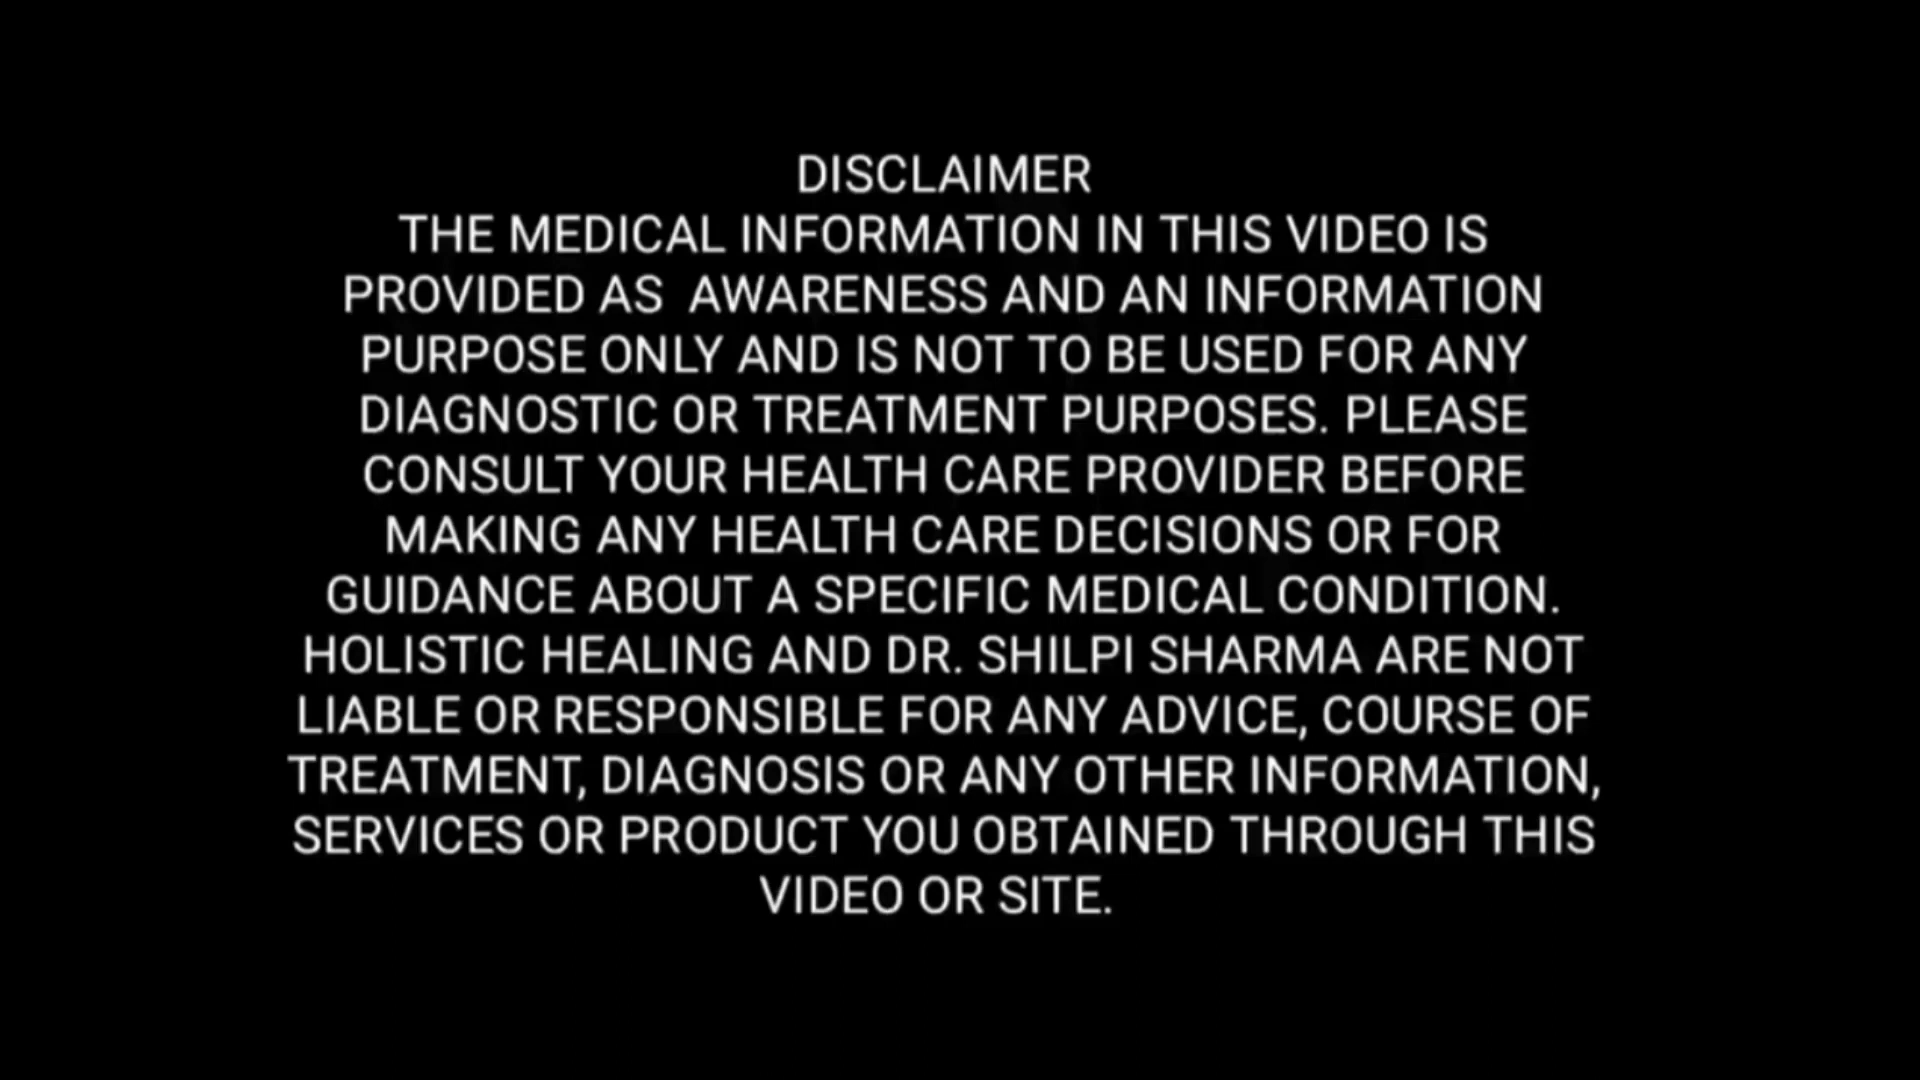 DISCLAIMER
THE MEDICAL INFORMATION IN THIS VIDEO IS
PROVIDED AS  AWARENESS AND AN INFORMATION
PURPOSE ONLY AND IS NOT TO BE USED FOR ANY
DIAGNOSTIC OR TREATMENT PURPOSES. PLEASE
CONSULT YOUR HEALTH CARE PROVIDER BEFORE
MAKING ANY HEALTH CARE DECISIONS OR FOR
GUIDANCE ABOUT A SPECIFIC MEDICAL CONDITION.
HOLISTIC HEALING AND DR. SHILPI SHARMA ARE NOT
LIABLE OR RESPONSIBLE FOR ANY ADVICE, COURSE OF
TREATMENT, DIAGNOSIS OR ANY OTHER INFORMATION,
SERVICES OR PRODUCT YOU OBTAINED THROUGH THIS
VIDEO OR SITE.